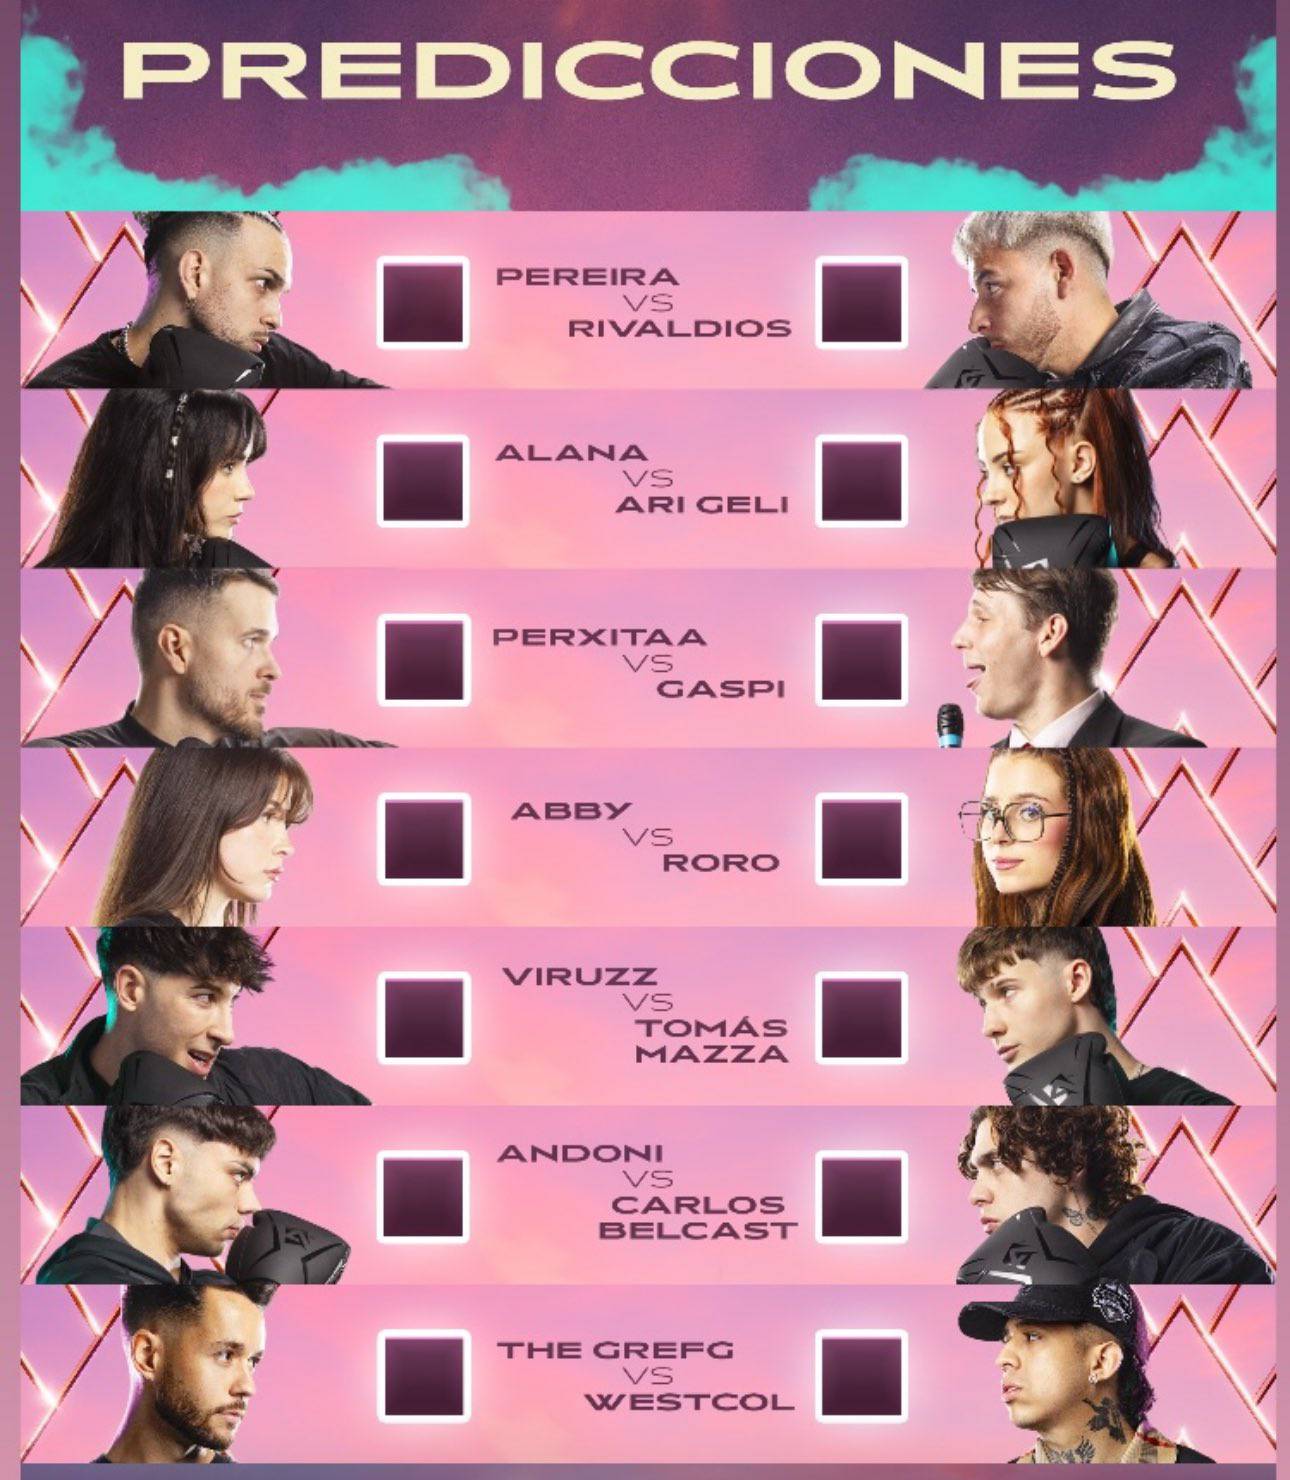 PREDICCIONES
PEREIRA
VS
RIVALDIOS
ALANA
VS
ARI GELI
PERXITAA
VS
GASPI
ABBY
VS
RORO
VIRUZZ
VS
TOMÁS
MAZZA
ANDONI
VS
CARLOS
BELCAST
THE GREFG
VS
WESTCOL